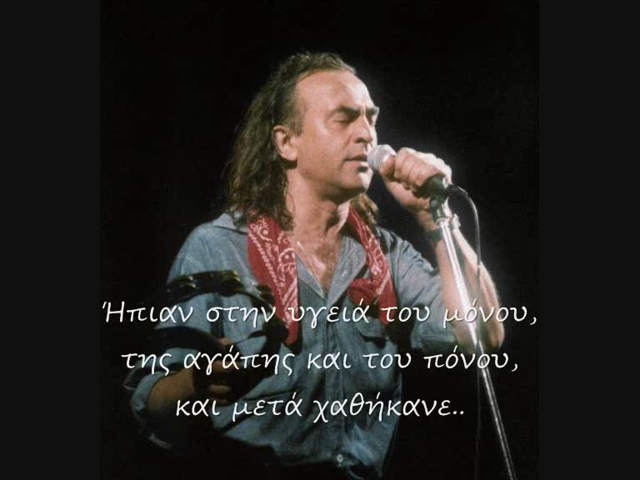 Ήπιαν στην υγειά του μόνου,
της αγάπης και του πόνου,
και μετά χαθήκανε..